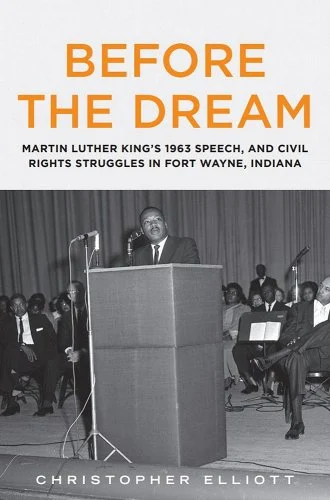 BEFORE
THE DREAM
MARTIN LUTHER KING'S 1963 SPEECH, AND CIVIL
RIGHTS STRUGGLES IN FORT WAYNE, INDIANA
CHRISTOPHER ELLIOTT